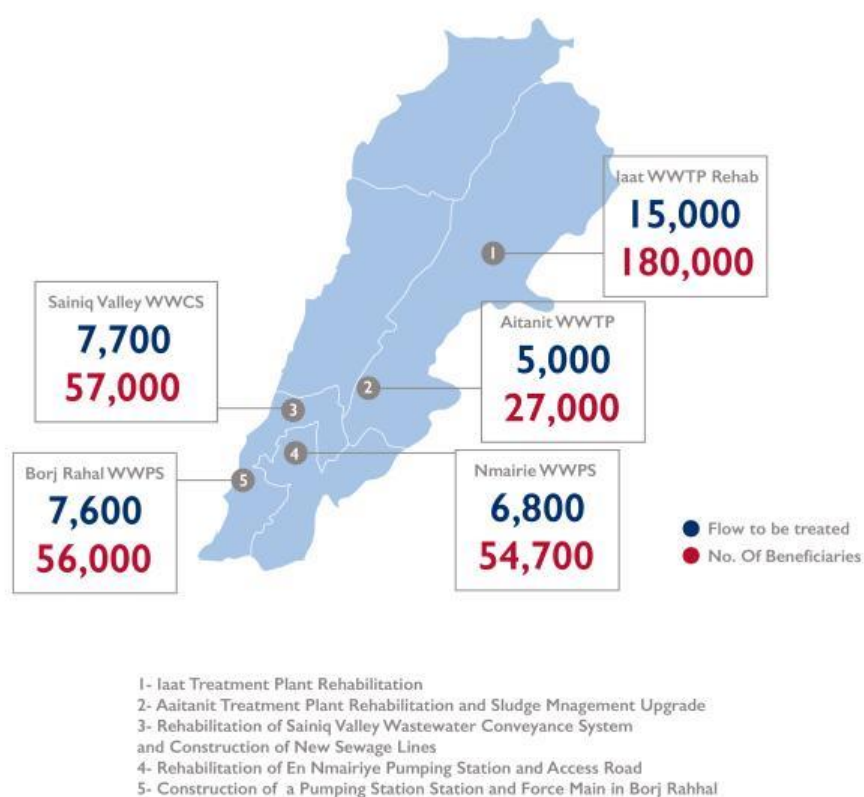 Iaat WWTP Rehab
15,000
180,000
1
Sainiq Valley WWCS
7,700
57,000
Aitanit WWTP
5,000
27,000
2
3
4
Borj Rahal WWPS
7,600
56,000
5
Nmairie WWPS
6,800
54,700
Flow to be treated
No. Of Beneficiaries
1- Iaat Treatment Plant Rehabilitation
2- Aaitanit Treatment Plant Rehabilitation and Sludge Mnagement Upgrade
3- Rehabilitation of Sainiq Valley Wastewater Conveyance System
and Construction of New Sewage Lines
4- Rehabilitation of En Nmairiye Pumping Station and Access Road
5- Construction of a Pumping Station Station and Force Main in Borj Rahhal